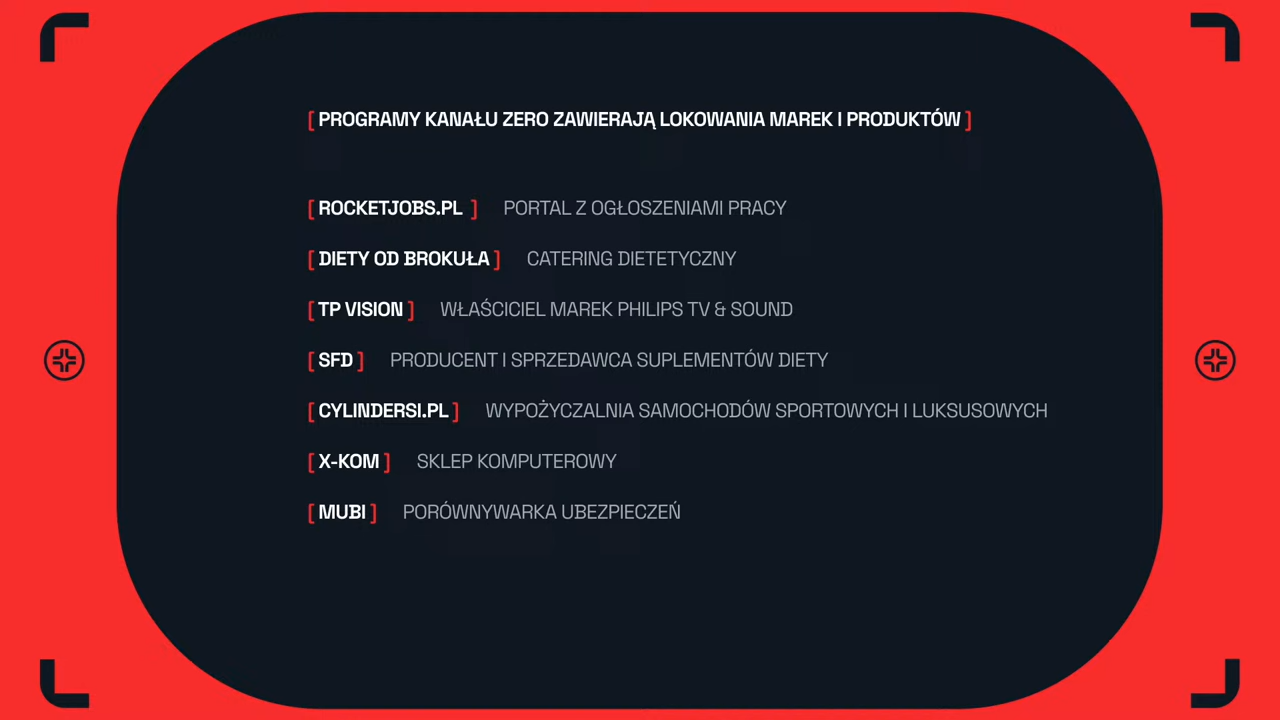 [ PROGRAMY KANAŁU ZERO ZAWIERAJĄ LOKOWANIA MAREK I PRODUKTÓW ]
[ ROCKETJOBS.PL ] PORTAL Z OGŁOSZENIAMI PRACY
[ DIETY OD BROKUŁA ] CATERING DIETETYCZNY
[ TP VISION ] WŁAŚCICIEL MAREK PHILIPS TV & SOUND
[ SFD ] PRODUCENT I SPRZEDAWCA SUPLEMENTÓW DIETY
[ CYLINDERSI.PL ] WYPOŻYCZALNIA SAMOCHODÓW SPORTOWYCH I LUKSUSOWYCH
[ X-KOM ] SKLEP KOMPUTEROWY
[ MUBI ] PORÓWNYWARKA UBEZPIECZEŃ